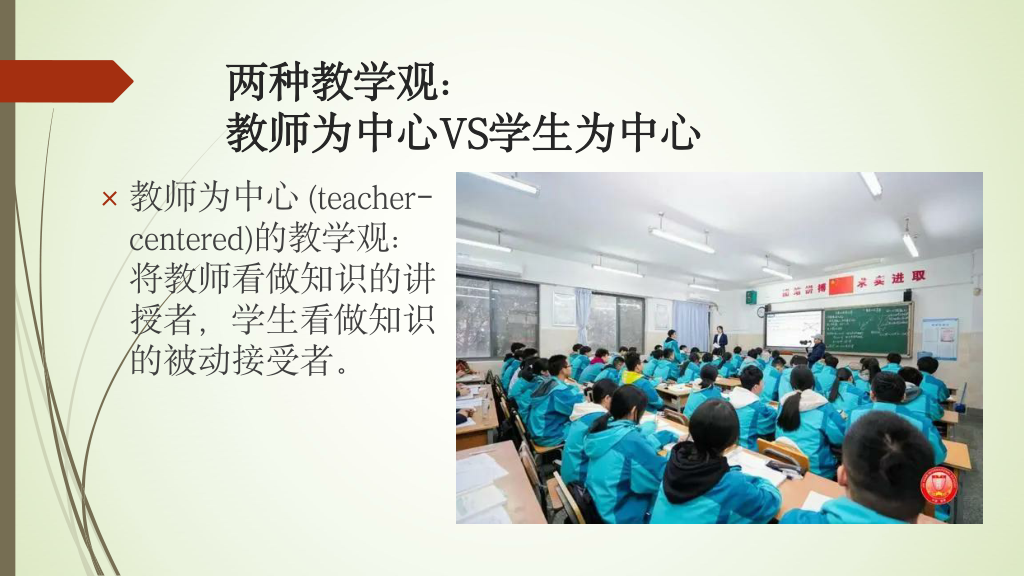 两种教学观：
教师为中心VS学生为中心
× 教师为中心 (teacher-
centered)的教学观：
将教师看做知识的讲
授者，学生看做知识
的被动接受者。
求实进取